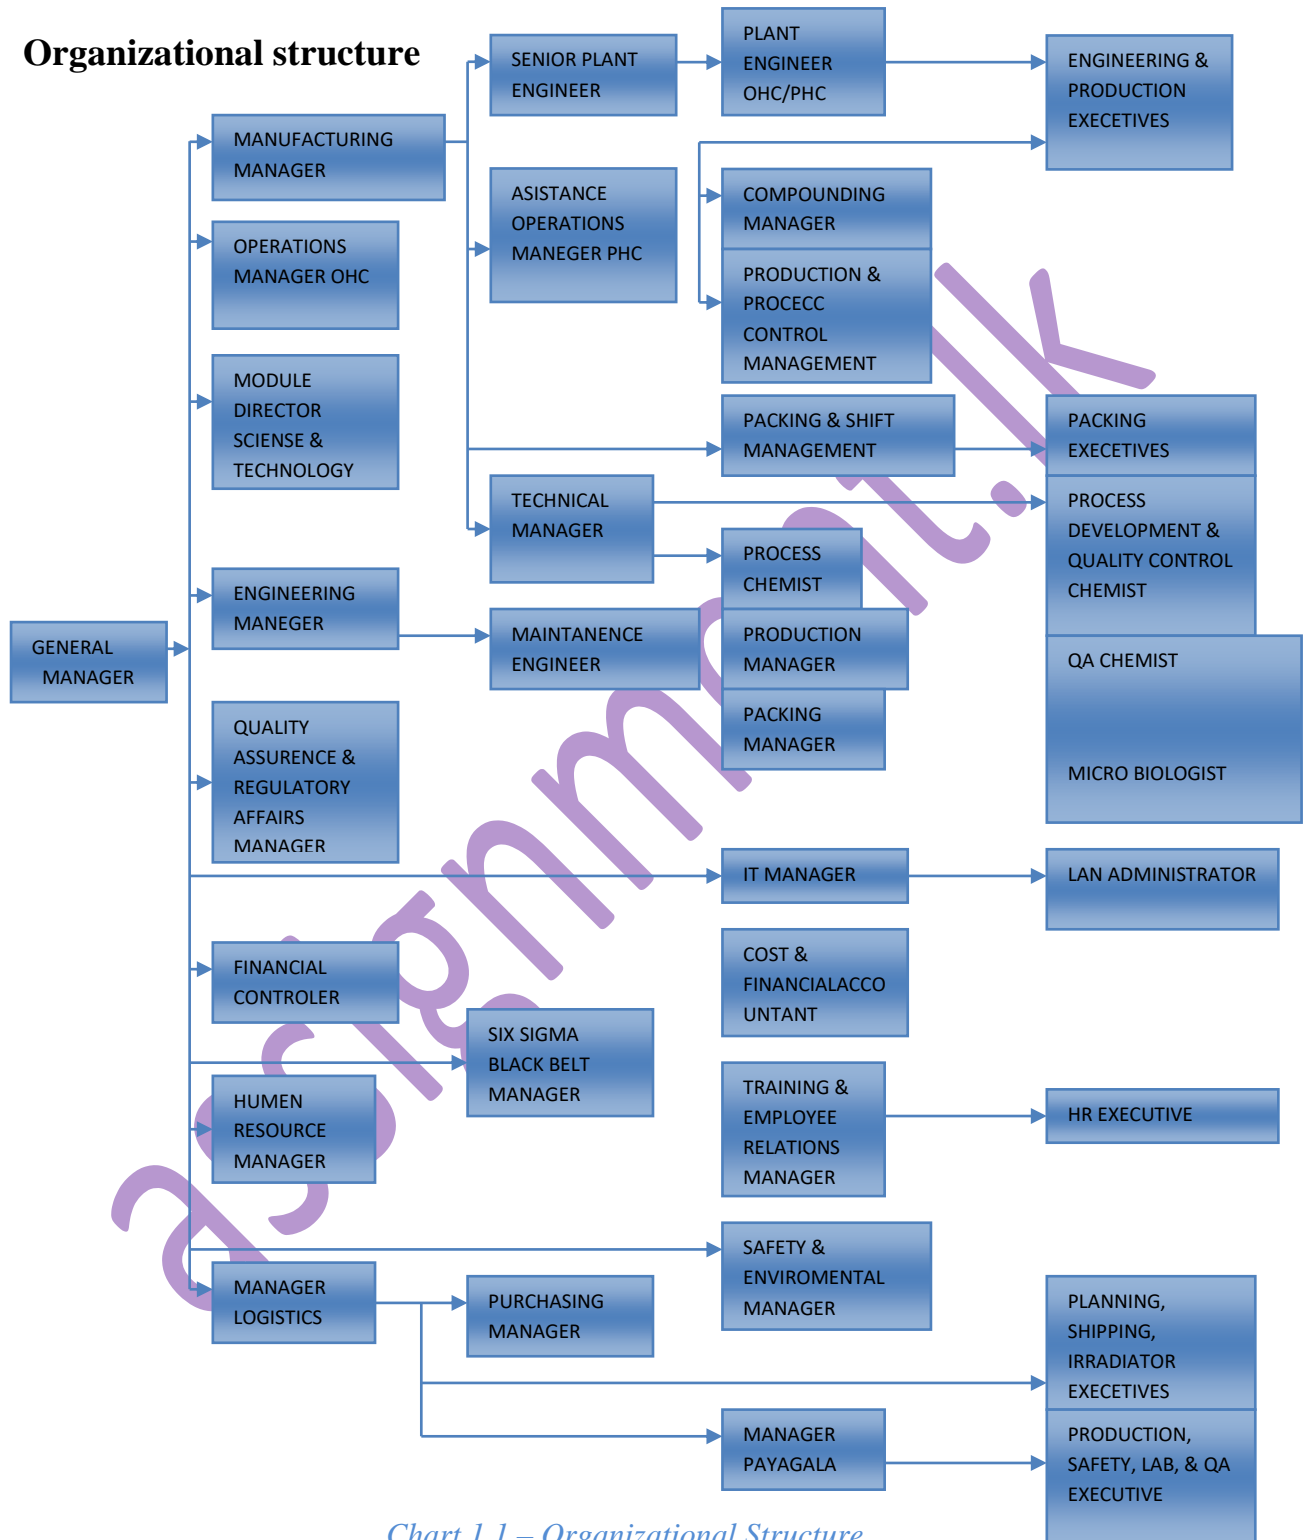 Organizational structure
GENERAL
MANAGER
MANUFACTURING
MANAGER
OPERATIONS
MANAGER OHC
MODULE
DIRECTOR
SCIENSE &
TECHNOLOGY
ENGINEERING
MANEGER
QUALITY
ASSURENCE &
REGULATORY
AFFAIRS
MANAGER
FINANCIAL
CONTROLER
HUMEN
RESOURCE
MANAGER
MANAGER
LOGISTICS
SENIOR PLANT
ENGINEER
ASISTANCE
OPERATIONS
MANEGER PHC
TECHNICAL
MANAGER
MAINTANENCE
ENGINEER
SIX SIGMA
BLACK BELT
MANAGER
PURCHASING
MANAGER
PLANT
ENGINEER
OHC/PHC
COMPOUNDING
MANAGER
PRODUCTION &
PROCECC
CONTROL
MANAGEMENT
PACKING & SHIFT
MANAGEMENT
PROCESS
CHEMIST
PRODUCTION
MANAGER
PACKING
MANAGER
IT MANAGER
COST &
FINANCIALACCO
UNTANT
TRAINING &
EMPLOYEE
RELATIONS
MANAGER
SAFETY &
ENVIROMENTAL
MANAGER
MANAGER
PAYAGALA
ENGINEERING &
PRODUCTION
EXECETIVES
PACKING
EXECETIVES
PROCESS
DEVELOPMENT &
QUALITY CONTROL
CHEMIST
QA CHEMIST
MICRO BIOLOGIST
LAN ADMINISTRATOR
HR EXECUTIVE
PLANNING,
SHIPPING,
IRRADIATOR
EXECETIVES
PRODUCTION,
SAFETY, LAB, & QA
EXECUTIVE
Chart 1.1 – Organizational Structure